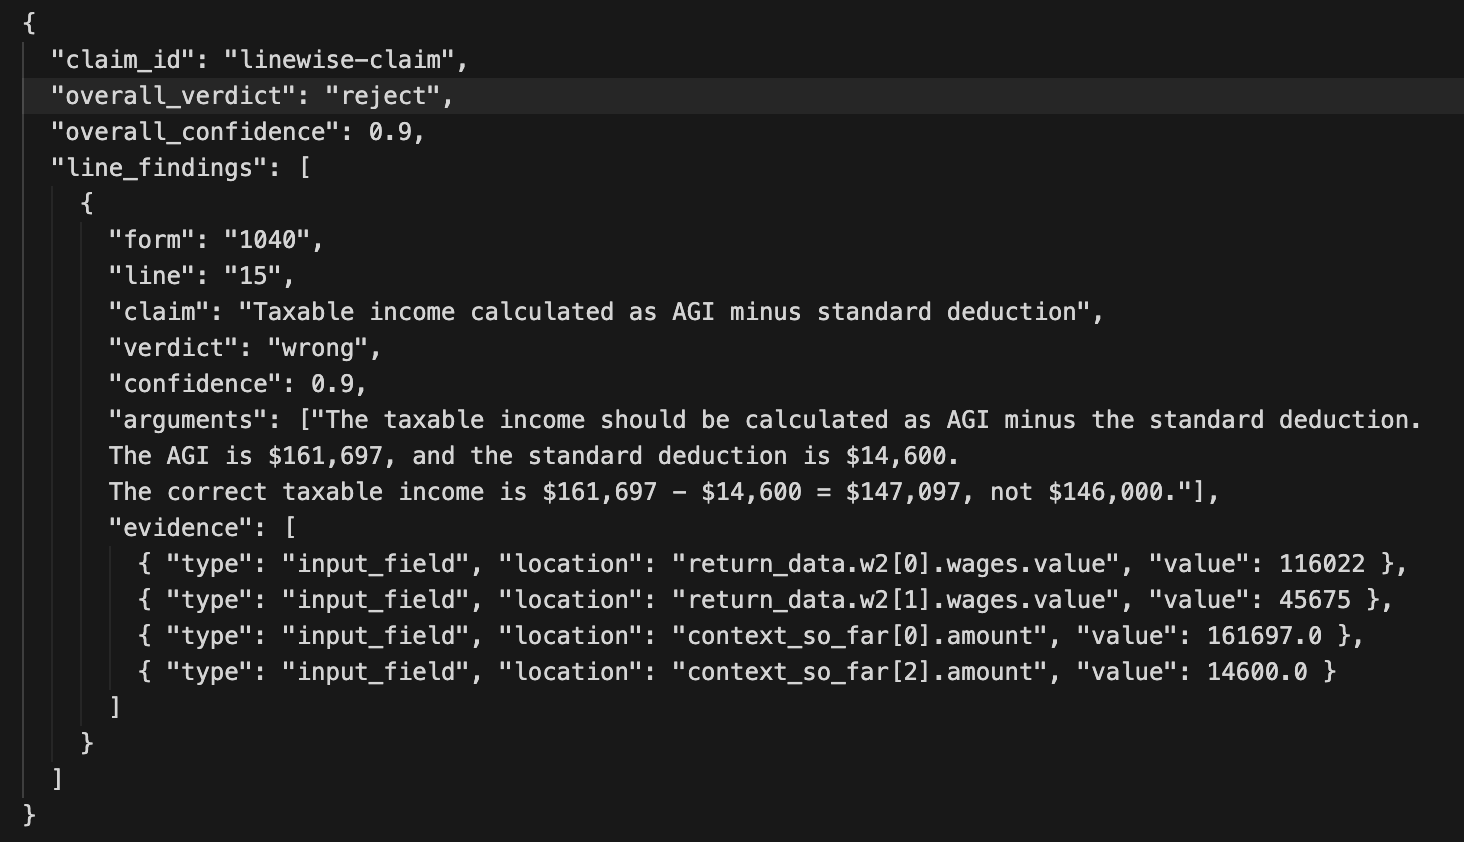 {
"claim_id": "linewise-claim",
"overall_verdict": "reject",
"overall_confidence": 0.9,
"line_findings": [
{
"form": "1040",
"line": "15",
"claim": "Taxable income calculated as AGI minus standard deduction",
"verdict": "wrong",
"confidence": 0.9,
"arguments": ["The taxable income should be calculated as AGI minus the standard deduction.
The AGI is $161,697, and the standard deduction is $14,600.
The correct taxable income is $161,697 − $14,600 = $147,097, not $146,000."],
"evidence": [
{ "type": "input_field", "location": "return_data.w2[0].wages.value", "value": 116022 },
{ "type": "input_field", "location": "return_data.w2[1].wages.value", "value": 45675 },
{ "type": "input_field", "location": "context_so_far[0].amount", "value": 161697.0 },
{ "type": "input_field", "location": "context_so_far[2].amount", "value": 14600.0 }
]
}
]
}